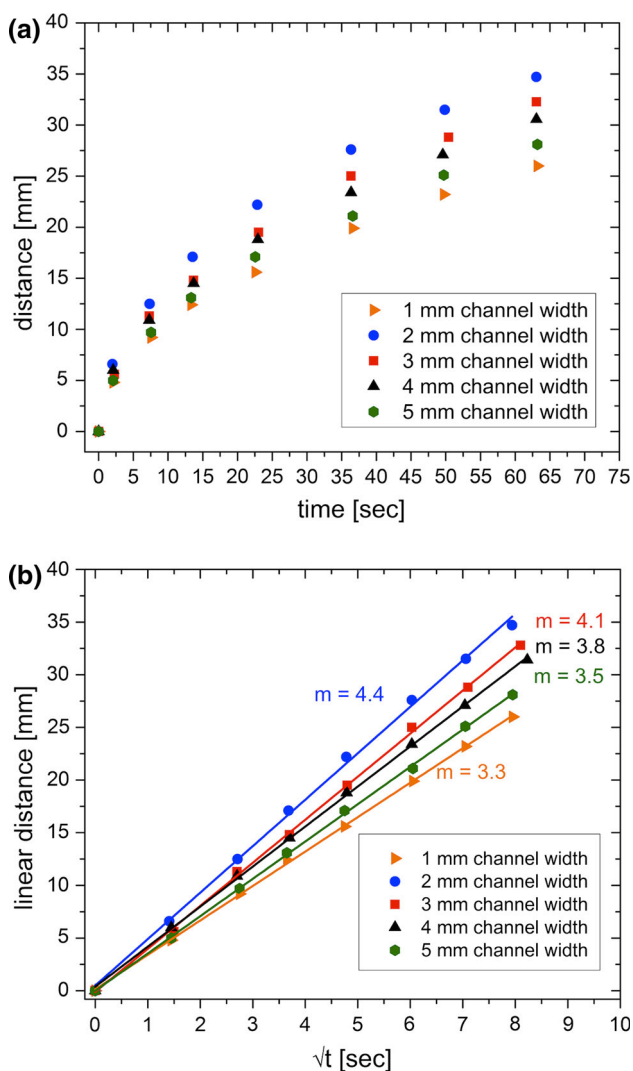 (a)
40
35
30
25
20
15
10
5
0
distance [mm]
1 mm channel width
2 mm channel width
3 mm channel width
4 mm channel width
5 mm channel width
0 5 10 15 20 25 30 35 40 45 50 55 60 65 70 75
time [sec]
(b)
40
35
30
25
20
15
10
5
0
linear distance [mm]
m = 4.1
m = 3.8
m = 3.5
m = 4.4
m = 3.3
1 mm channel width
2 mm channel width
3 mm channel width
4 mm channel width
5 mm channel width
0 1 2 3 4 5 6 7 8 9 10
√t [sec]